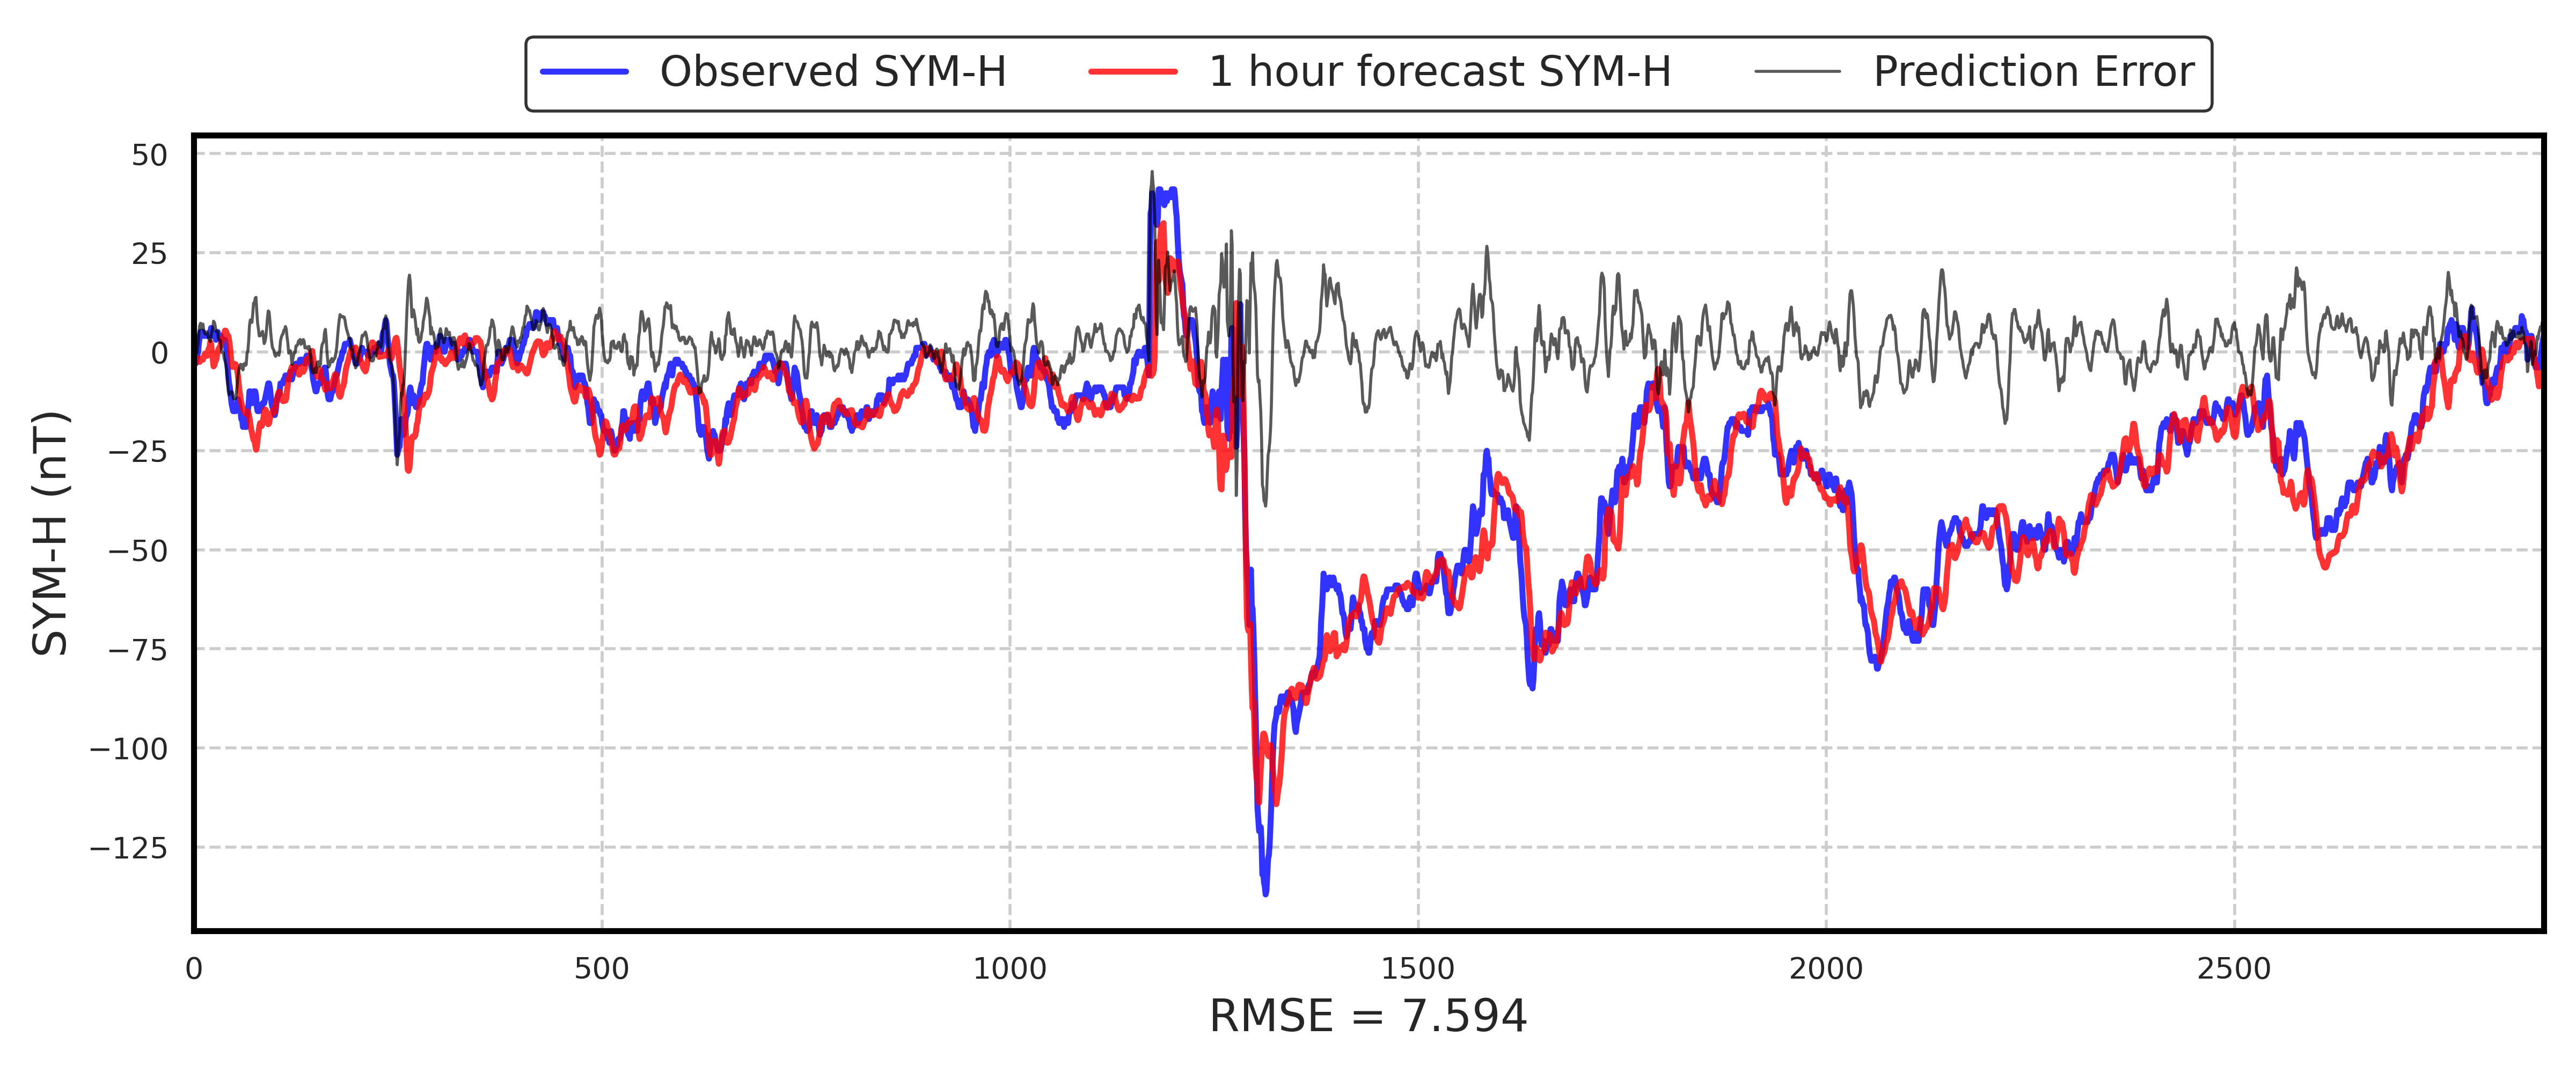 Observed SYM-H 1 hour forecast SYM-H Prediction Error
50
25
0
−25
−50
−75
−100
−125
SYM-H (nT)
0 500 1000 1500 2000 2500
RMSE = 7.594